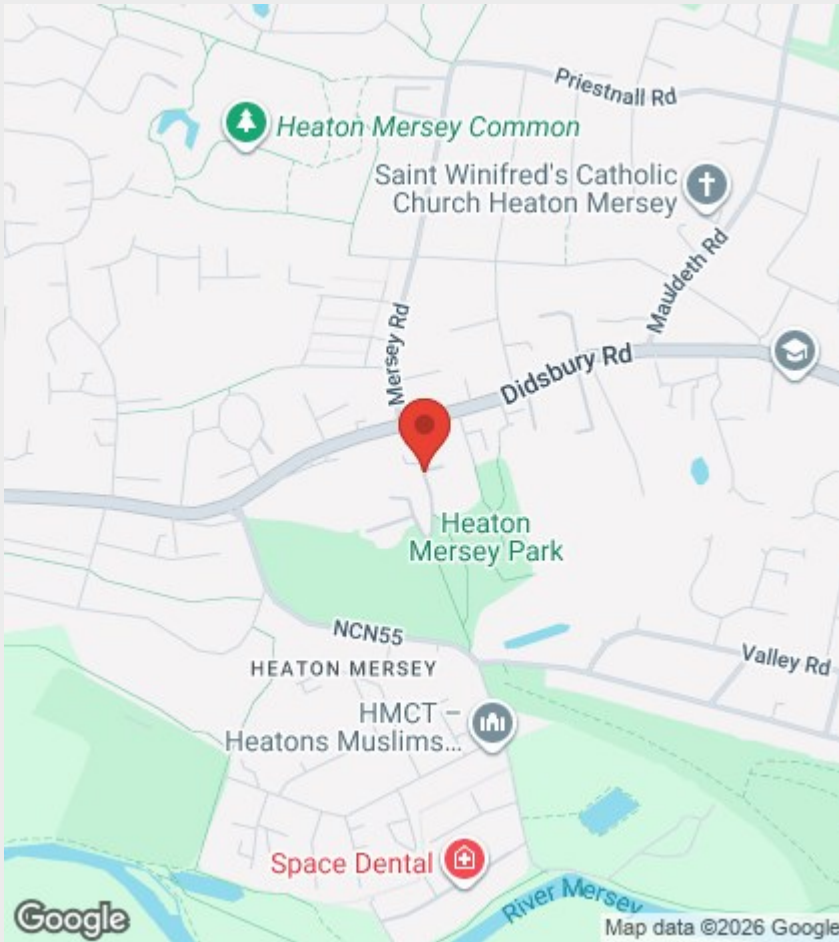 Priestnall Rd
Heaton Mersey Common
Saint Winifred's Catholic
Church Heaton Mersey
Mauldeth Rd
Mersey Rd
Didsbury Rd
Heaton
Mersey Park
NCN55
HEATON MERSEY
Valley Rd
HMCT –
Heatons Muslims...
Space Dental
River Mersey
Google
Map data ©2026 Google